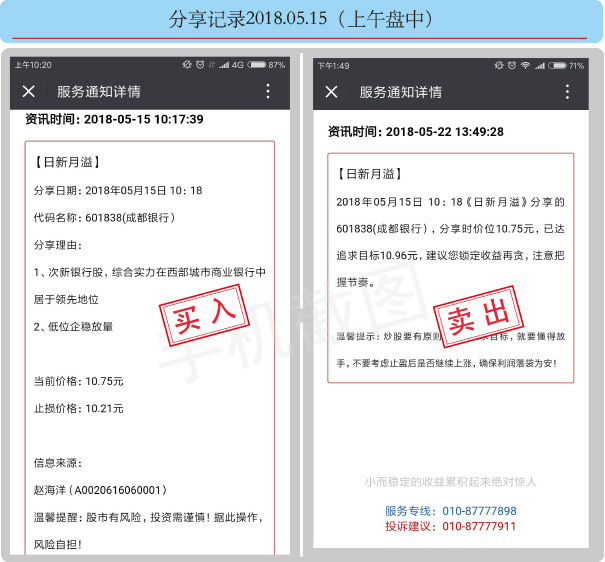 分享记录2018.05.15（上午盘中）
上午10:20
4G 87%
服务通知详情
资讯时间：2018-05-15 10:17:39
【日新月溢】
分享日期：2018年05月15日 10：18
代码名称：601838(成都银行）
分享理由：
1、次新银行股，综合实力在西部城市商业银行中
居于领先地位
2、低位企稳放量
买入
当前价格：10.75元
止损价格：10.21元
信息来源：
赵海洋（A0020616060001）
温馨提醒：股市有风险，投资需谨慎！据此操作，
风险自担！
下午1:49
71%
服务通知详情
资讯时间：2018-05-22 13:49:28
【日新月溢】
2018年05月15日 10：18《日新月溢》分享的
601838(成都银行），分享时价位10.75元，已达
追求目标10.96元，建议您锁定收益再贪，注意把
握节奏。
卖出
温馨提示：炒股要有原则
目标，就要懂得放
手，不要考虑止盈后是否继续上涨，确保利润落袋为安！
小而稳定的收益累积起来绝对惊人
服务专线：010-87777898
投诉建议：010-87777911
手机截图